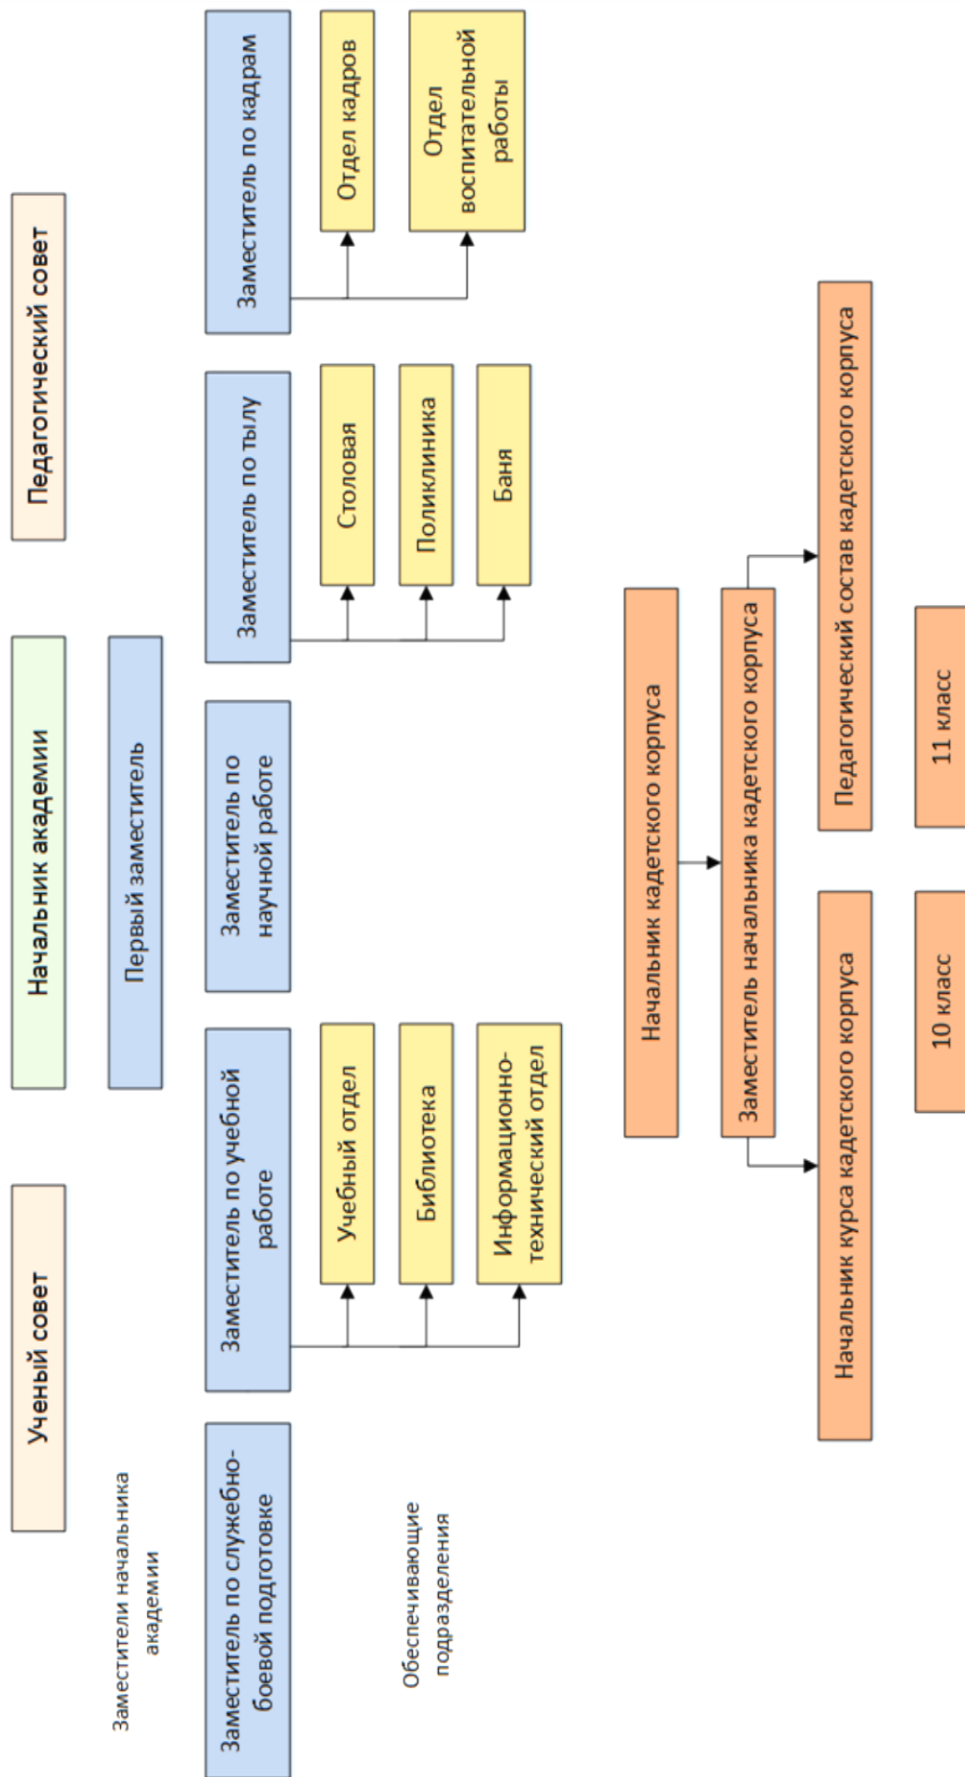 Ученый совет
Начальник академии
Педагогический совет
Заместители начальника
академии
Первый заместитель
Заместитель по служебно-
боевой подготовке
Заместитель по учебной
работе
Заместитель по
научной работе
Заместитель по тылу
Заместитель по кадрам
Обеспечивающие
подразделения
Учебный отдел
Библиотека
Информационно-
технический отдел
Столовая
Поликлиника
Баня
Отдел кадров
Отдел
воспитательной
работы
Начальник кадетского корпуса
Заместитель начальника кадетского корпуса
Начальник курса кадетского корпуса
Педагогический состав кадетского корпуса
10 класс
11 класс